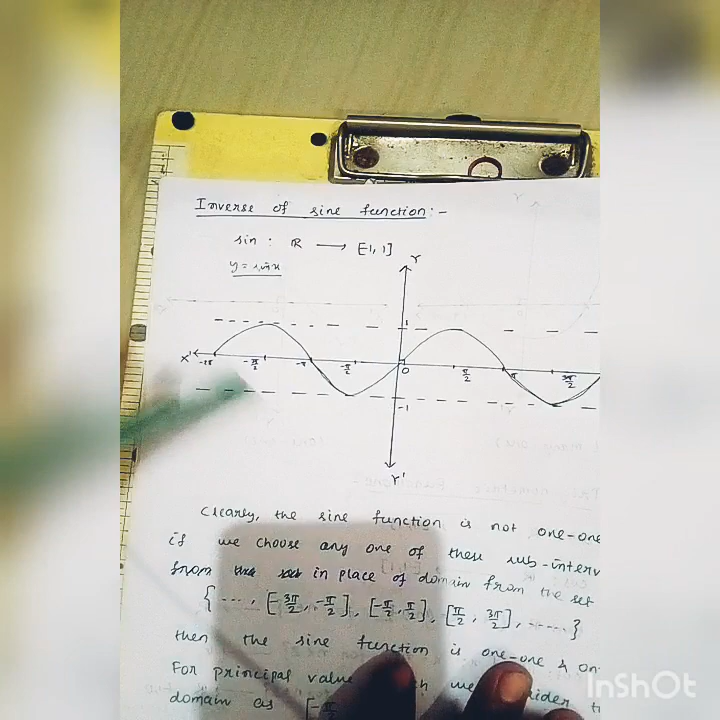 Inverse of sine function:-
sin : R → [-1, 1]
y = sin x
Y
1
X' -2π -3π/2 -π -π/2 0 π/2 π 3π/2
-1
Y'
Clearly, the sine function is not one-one
if we choose any one of these sub-interv
from in place of domain from the set
{ ..., [-3π/2, -π/2], [-π/2, π/2], [π/2, 3π/2], ..... }
then the sine function is one-one & on
For principal value we
domain as [-π
InShOt